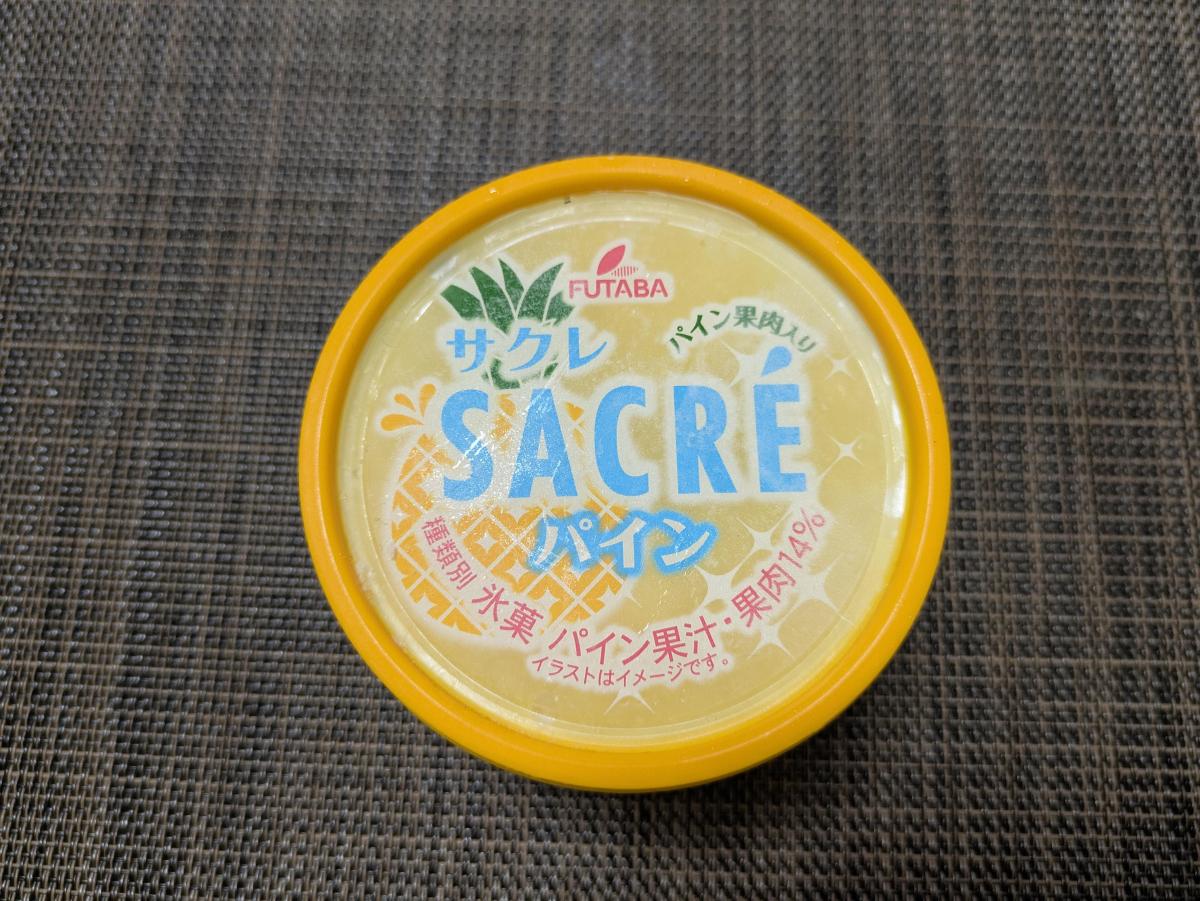 FUTABA
パイン果肉入り
サクレ
SACRÉ
パイン
種類別 氷菓 パイン果汁・果肉14%
イラストはイメージです。